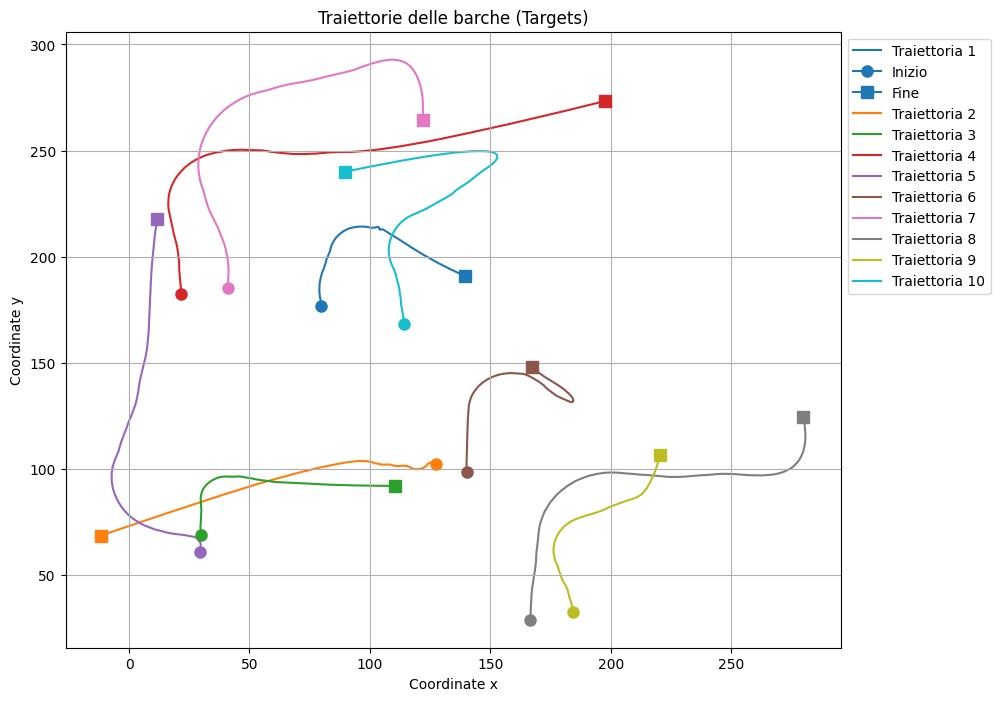 Traiettorie delle barche (Targets)
300
250
200
150
100
50
Coordinate y
0
50
100
150
200
250
Coordinate x
Traiettoria 1
Inizio
Fine
Traiettoria 2
Traiettoria 3
Traiettoria 4
Traiettoria 5
Traiettoria 6
Traiettoria 7
Traiettoria 8
Traiettoria 9
Traiettoria 10